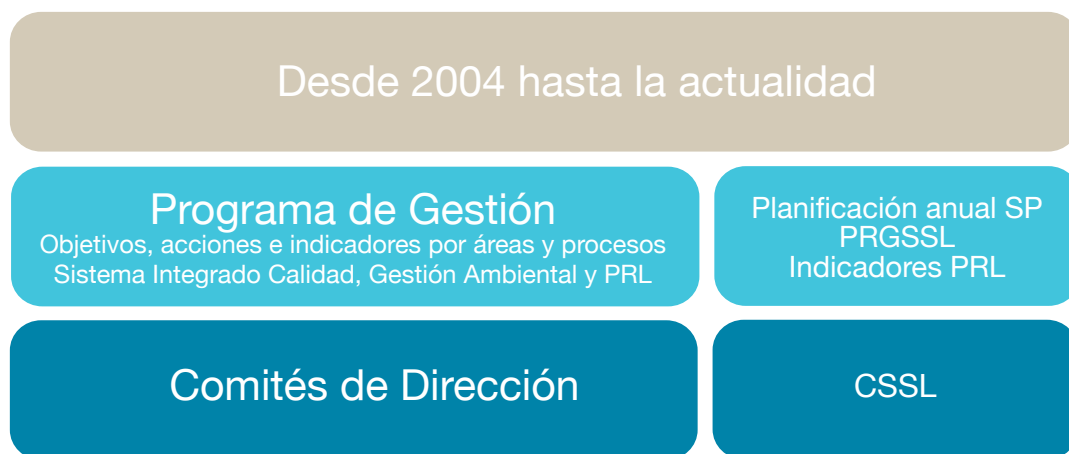 Desde 2004 hasta la actualidad
Programa de Gestión
Objetivos, acciones e indicadores por áreas y procesos
Sistema Integrado Calidad, Gestión Ambiental y PRL
Planificación anual SP
PRGSSL
Indicadores PRL
Comités de Dirección
CSSL